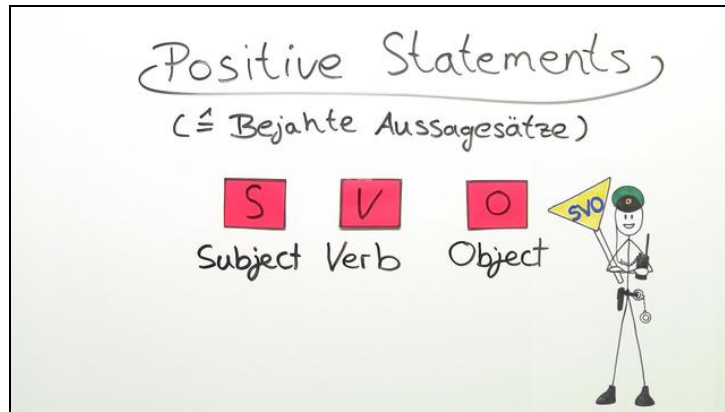 Positive Statements
(≙ Bejahte Aussagesätze)
S V O SVO
Subject Verb Object